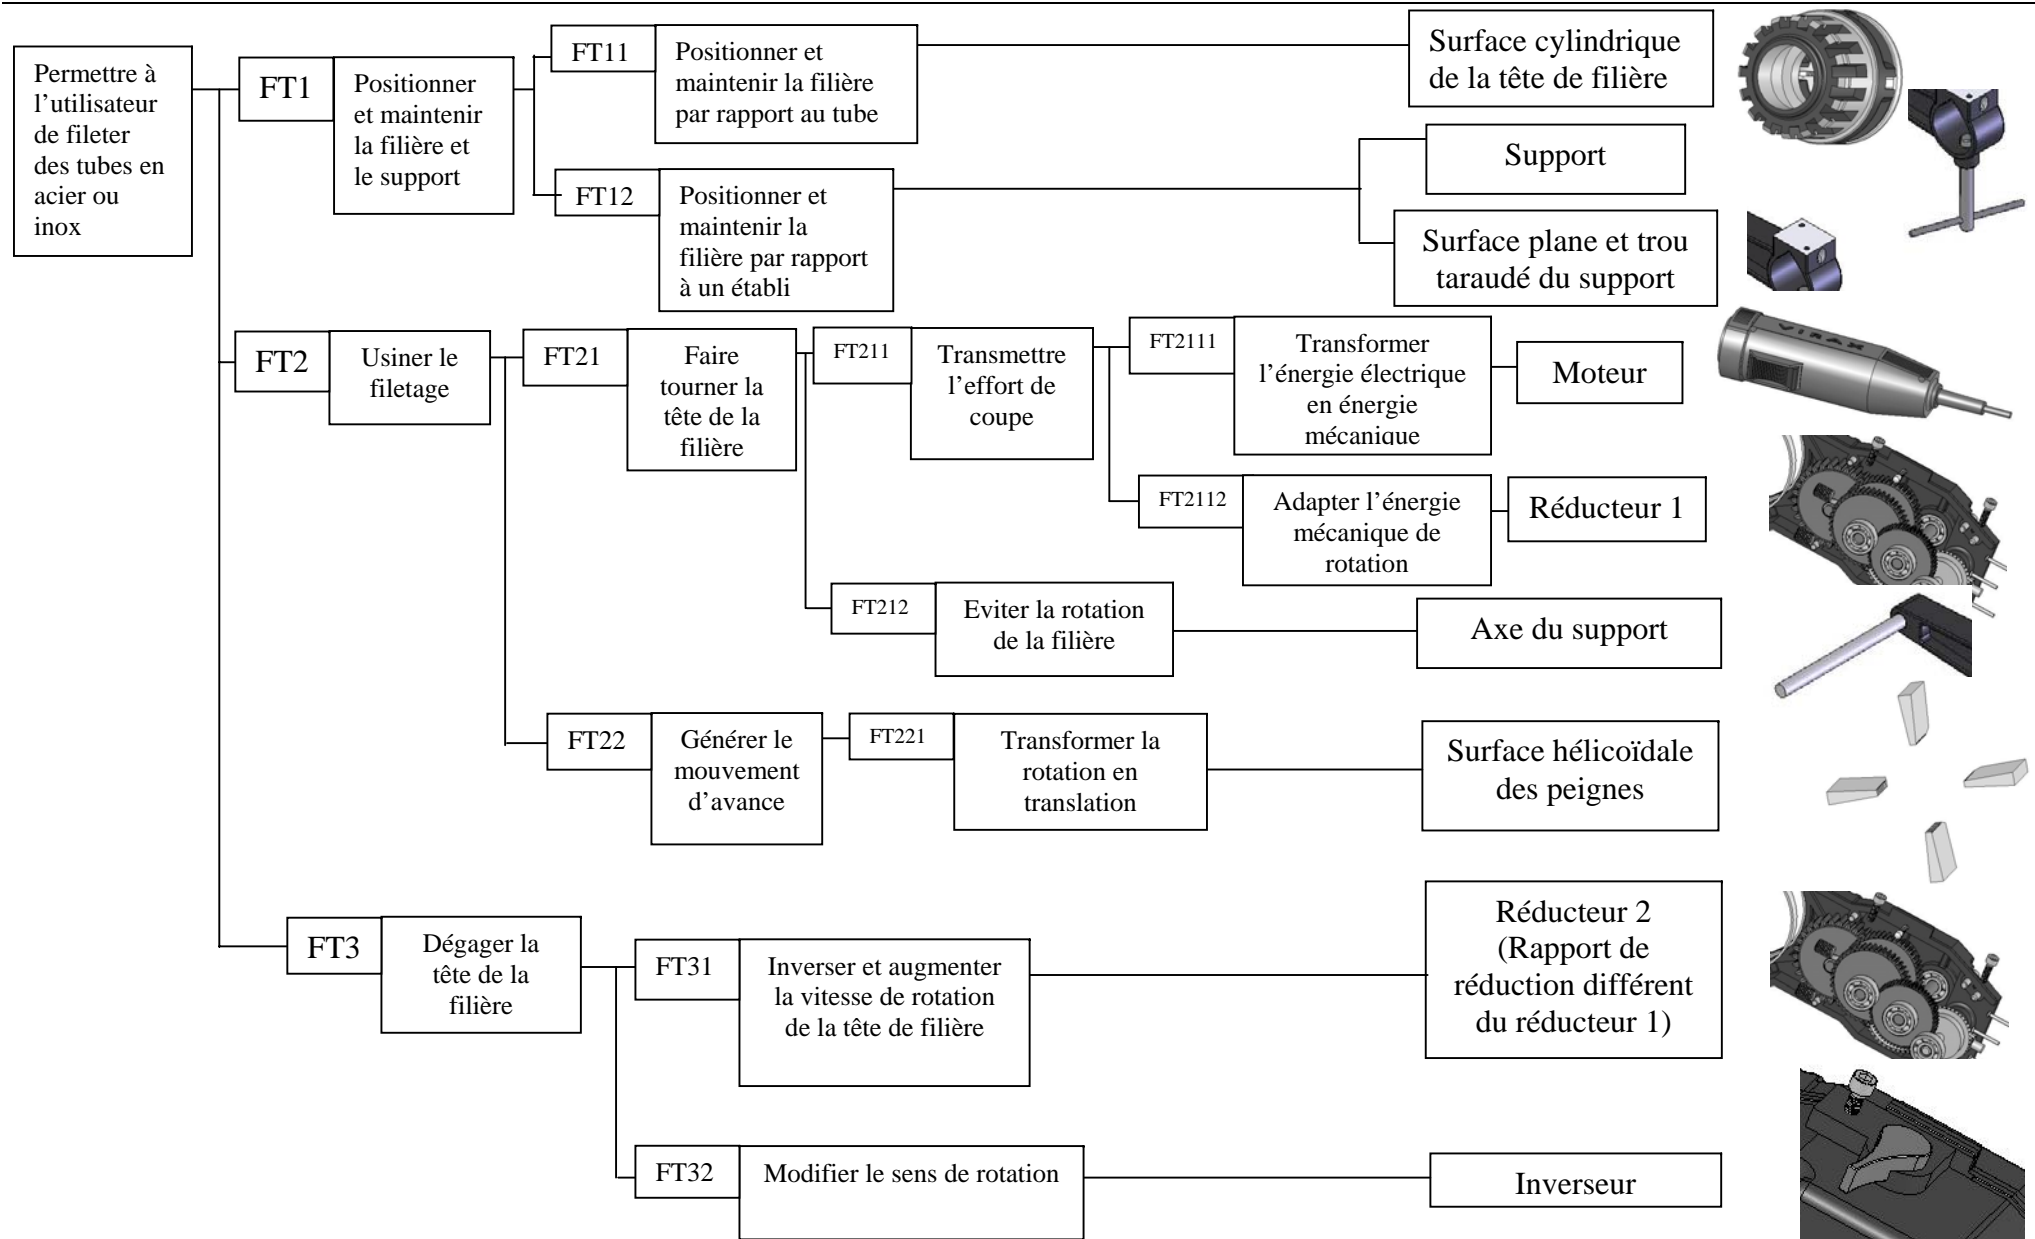 Permettre à
l’utilisateur
de fileter
des tubes en
acier ou
inox
FT1
Positionner
et maintenir
la filière et
le support
FT11
Positionner et
maintenir la filière
par rapport au tube
Surface cylindrique
de la tête de filière
FT12
Positionner et
maintenir la
filière par rapport
à un établi
Support
Surface plane et trou
taraudé du support
FT2
Usiner le
filetage
FT21
Faire
tourner la
tête de la
filière
FT211
Transmettre
l’effort de
coupe
FT2111
Transformer
l’énergie électrique
en énergie
mécanique
Moteur
VIRAX
FT2112
Adapter l’énergie
mécanique de
rotation
Réducteur 1
FT212
Eviter la rotation
de la filière
Axe du support
FT22
Générer le
mouvement
d’avance
FT221
Transformer la
rotation en
translation
Surface hélicoïdale
des peignes
FT3
Dégager la
tête de la
filière
FT31
Inverser et augmenter
la vitesse de rotation
de la tête de filière
Réducteur 2
(Rapport de
réduction différent
du réducteur 1)
FT32
Modifier le sens de rotation
Inverseur